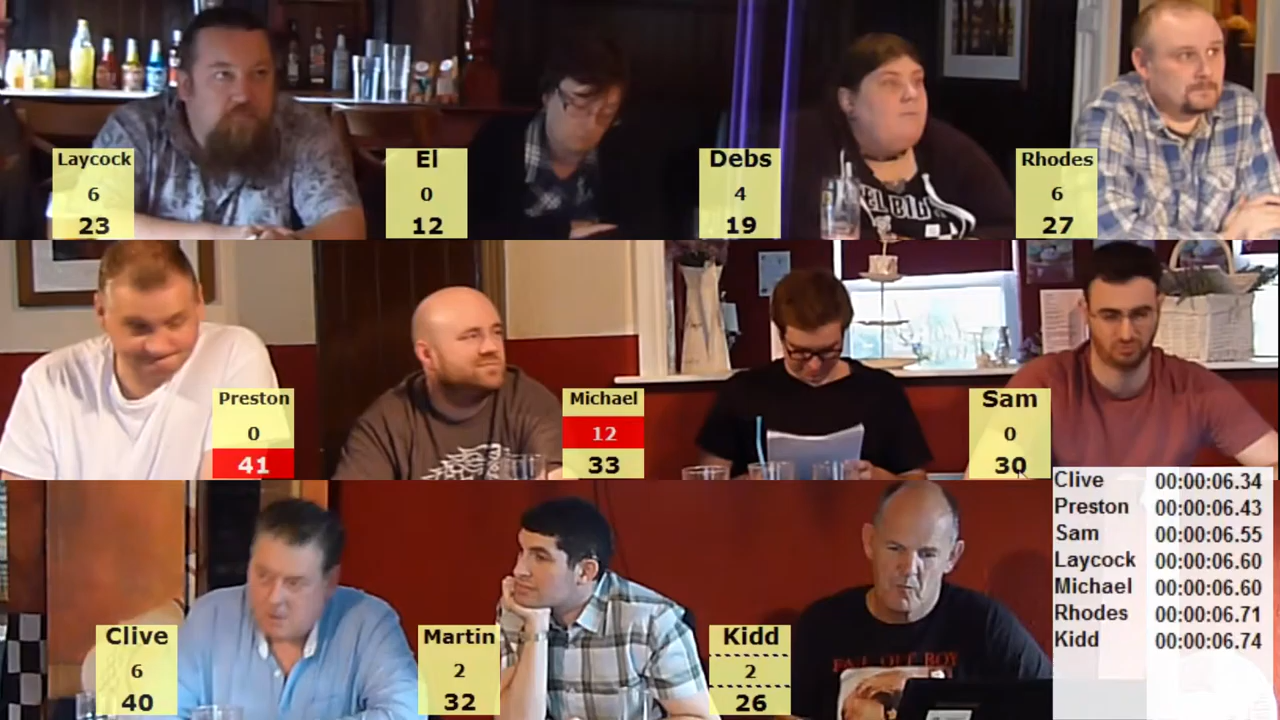 Laycock
6
23
El
0
12
Debs
4
19
Rhodes
6
27
Preston
0
41
Michael
12
33
Sam
0
30
Clive
6
40
Martin
2
32
Kidd
2
26
FALL OUT BOY
Clive 00:00:06.34
Preston 00:00:06.43
Sam 00:00:06.55
Laycock 00:00:06.60
Michael 00:00:06.60
Rhodes 00:00:06.71
Kidd 00:00:06.74